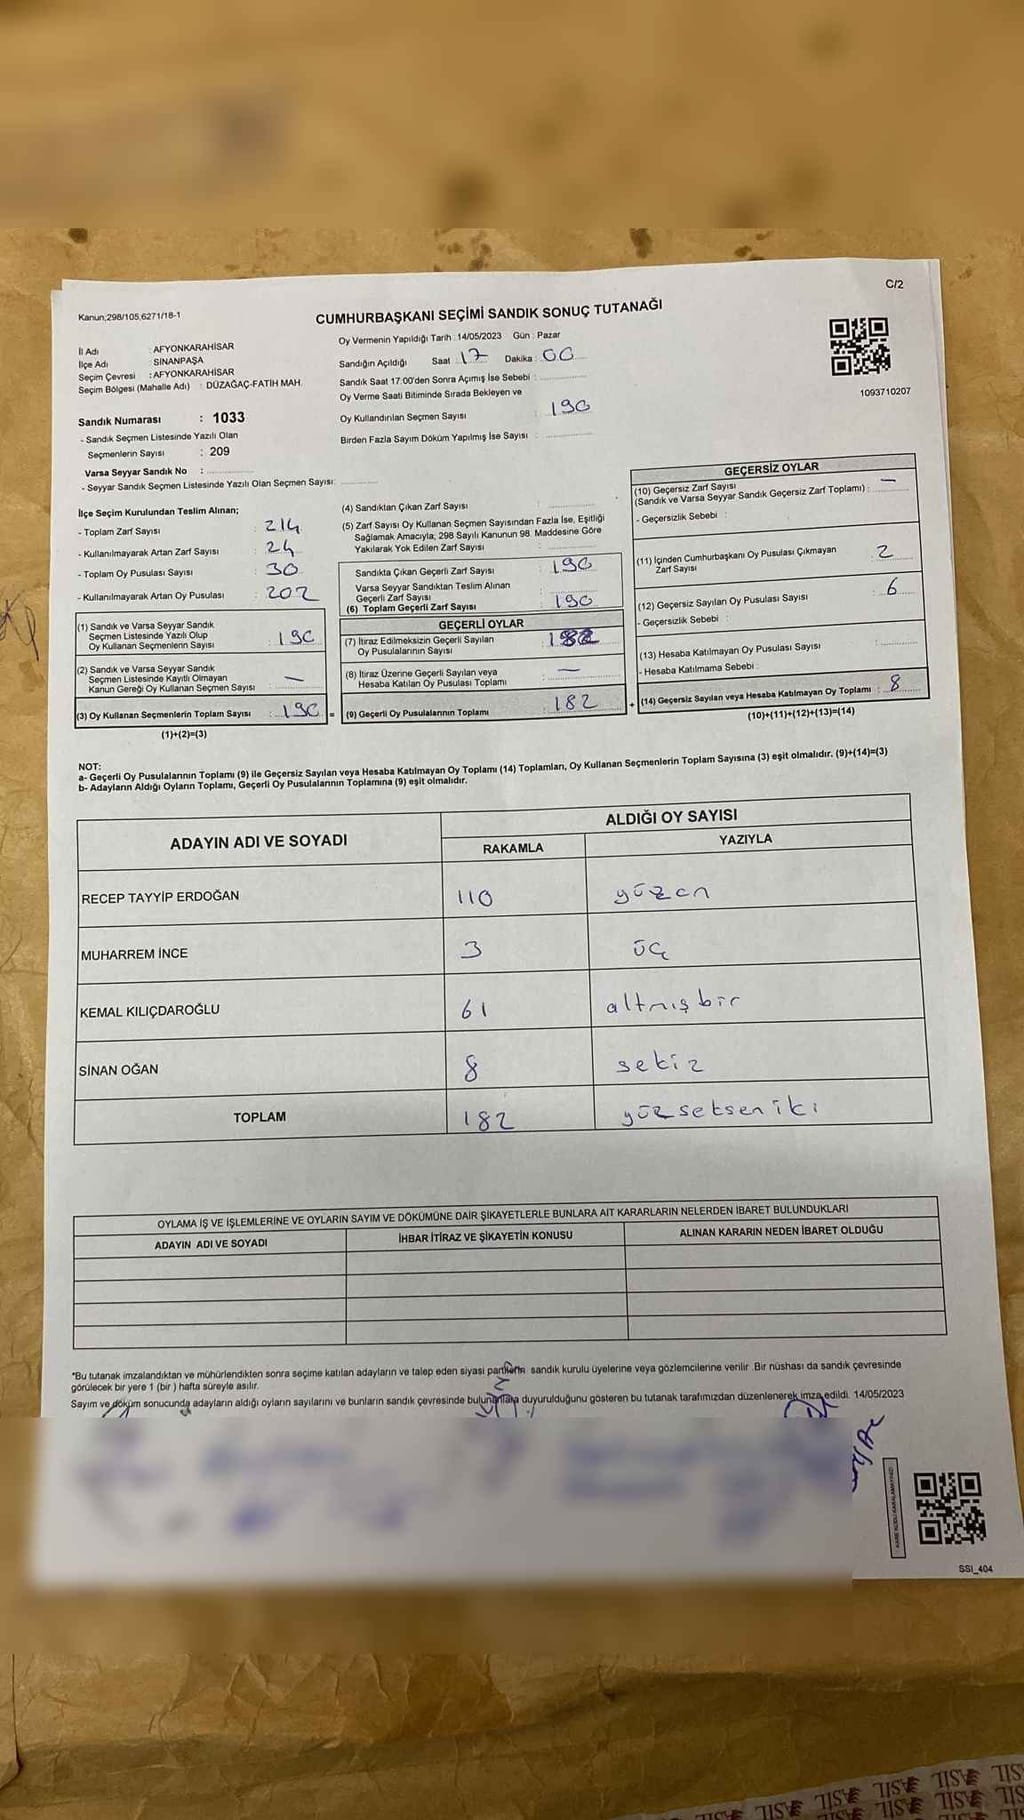 C/2
Kanun;298/105,6271/18-1
CUMHURBAŞKANI SEÇİMİ SANDIK SONUÇ TUTANAĞI
İl Adı : AFYONKARAHİSAR
İlçe Adı : SİNANPAŞA
Seçim Çevresi : AFYONKARAHİSAR
Seçim Bölgesi (Mahalle Adı) : DÜZAĞAÇ-FATİH MAH.
Oy Vermenin Yapıldığı Tarih : 14/05/2023 Gün : Pazar
Sandığın Açıldığı Saat 17 Dakika : 00
Sandık Saat 17:00'den Sonra Açımış İse Sebebi :
Oy Verme Saati Bitiminde Sırada Bekleyen ve
Oy Kullandırılan Seçmen Sayısı : 190
Birden Fazla Sayım Döküm Yapılmış İse Sayısı :
1093710207
Sandık Numarası : 1033
- Sandık Seçmen Listesinde Yazılı Olan
Seçmenlerin Sayısı : 209
Varsa Seyyar Sandık No :
- Seyyar Sandık Seçmen Listesinde Yazılı Olan Seçmen Sayısı:
İlçe Seçim Kurulundan Teslim Alınan;
- Toplam Zarf Sayısı : 214
- Kullanılmayarak Artan Zarf Sayısı : 24
- Toplam Oy Pusulası Sayısı : 30
- Kullanılmayarak Artan Oy Pusulası : 202
(1) Sandık ve Varsa Seyyar Sandık
Seçmen Listesinde Yazılı Olup
Oy Kullanan Seçmenlerin Sayısı : 190
(2) Sandık ve Varsa Seyyar Sandık
Seçmen Listesinde Kayıtlı Olmayan
Kanun Gereği Oy Kullanan Seçmen Sayısı : —
(3) Oy Kullanan Seçmenlerin Toplam Sayısı : 190 =
(1)+(2)=(3)
(4) Sandıktan Çıkan Zarf Sayısı :
(5) Zarf Sayısı Oy Kullanan Seçmen Sayısından Fazla İse, Eşitliği
Sağlamak Amacıyla; 298 Sayılı Kanunun 98. Maddesine Göre
Yakılarak Yok Edilen Zarf Sayısı :
Sandıkta Çıkan Geçerli Zarf Sayısı : 190
Varsa Seyyar Sandıktan Teslim Alınan
Geçerli Zarf Sayısı :
(6) Toplam Geçerli Zarf Sayısı : 190
GEÇERLİ OYLAR
(7) İtiraz Edilmeksizin Geçerli Sayılan
Oy Pusulalarının Sayısı : 182
(8) İtiraz Üzerine Geçerli Sayılan veya
Hesaba Katılan Oy Pusulası Toplamı : —
(9) Geçerli Oy Pusulalarının Toplamı : 182 +
GEÇERSİZ OYLAR
(10) Geçersiz Zarf Sayısı
(Sandık ve Varsa Seyyar Sandık Geçersiz Zarf Toplamı) : —
- Geçersizlik Sebebi :
(11) İçinden Cumhurbaşkanı Oy Pusulası Çıkmayan
Zarf Sayısı : 2
(12) Geçersiz Sayılan Oy Pusulası Sayısı : 6
- Geçersizlik Sebebi :
(13) Hesaba Katılmayan Oy Pusulası Sayısı :
- Hesaba Katılmama Sebebi :
(14) Geçersiz Sayılan veya Hesaba Katılmayan Oy Toplamı : 8
(10)+(11)+(12)+(13)=(14)
NOT:
a- Geçerli Oy Pusulalarının Toplamı (9) ile Geçersiz Sayılan veya Hesaba Katılmayan Oy Toplamı (14) Toplamları, Oy Kullanan Seçmenlerin Toplam Sayısına (3) eşit olmalıdır. (9)+(14)=(3)
b- Adayların Aldığı Oyların Toplamı, Geçerli Oy Pusulalarının Toplamına (9) eşit olmalıdır.
ADAYIN ADI VE SOYADI ALDIĞI OY SAYISI
RAKAMLA YAZIYLA
RECEP TAYYİP ERDOĞAN 110 yüzon
MUHARREM İNCE 3 üç
KEMAL KILIÇDAROĞLU 61 altmışbir
SİNAN OĞAN 8 sekiz
TOPLAM 182 yüzsekseniki
OYLAMA İŞ VE İŞLEMLERİNE VE OYLARIN SAYIM VE DÖKÜMÜNE DAİR ŞİKAYETLERLE BUNLARA AİT KARARLARIN NELERDEN İBARET BULUNDUKLARI
ADAYIN ADI VE SOYADI İHBAR İTİRAZ VE ŞİKAYETİN KONUSU ALINAN KARARIN NEDEN İBARET OLDUĞU
*Bu tutanak imzalandıktan ve mühürlendikten sonra seçime katılan adayların ve talep eden siyasi partilerin sandık kurulu üyelerine veya gözlemcilerine verilir .Bir nüshası da sandık çevresinde
görülecek bir yere 1 (bir ) hafta süreyle asılır.
Sayım ve döküm sonucunda adayların aldığı oyların sayılarını ve bunların sandık çevresinde bulunanlara duyurulduğunu gösteren bu tutanak tarafımızdan düzenlenerek imza edildi. 14/05/2023
SSI_404
ASIL ASIL ASIL ASIL